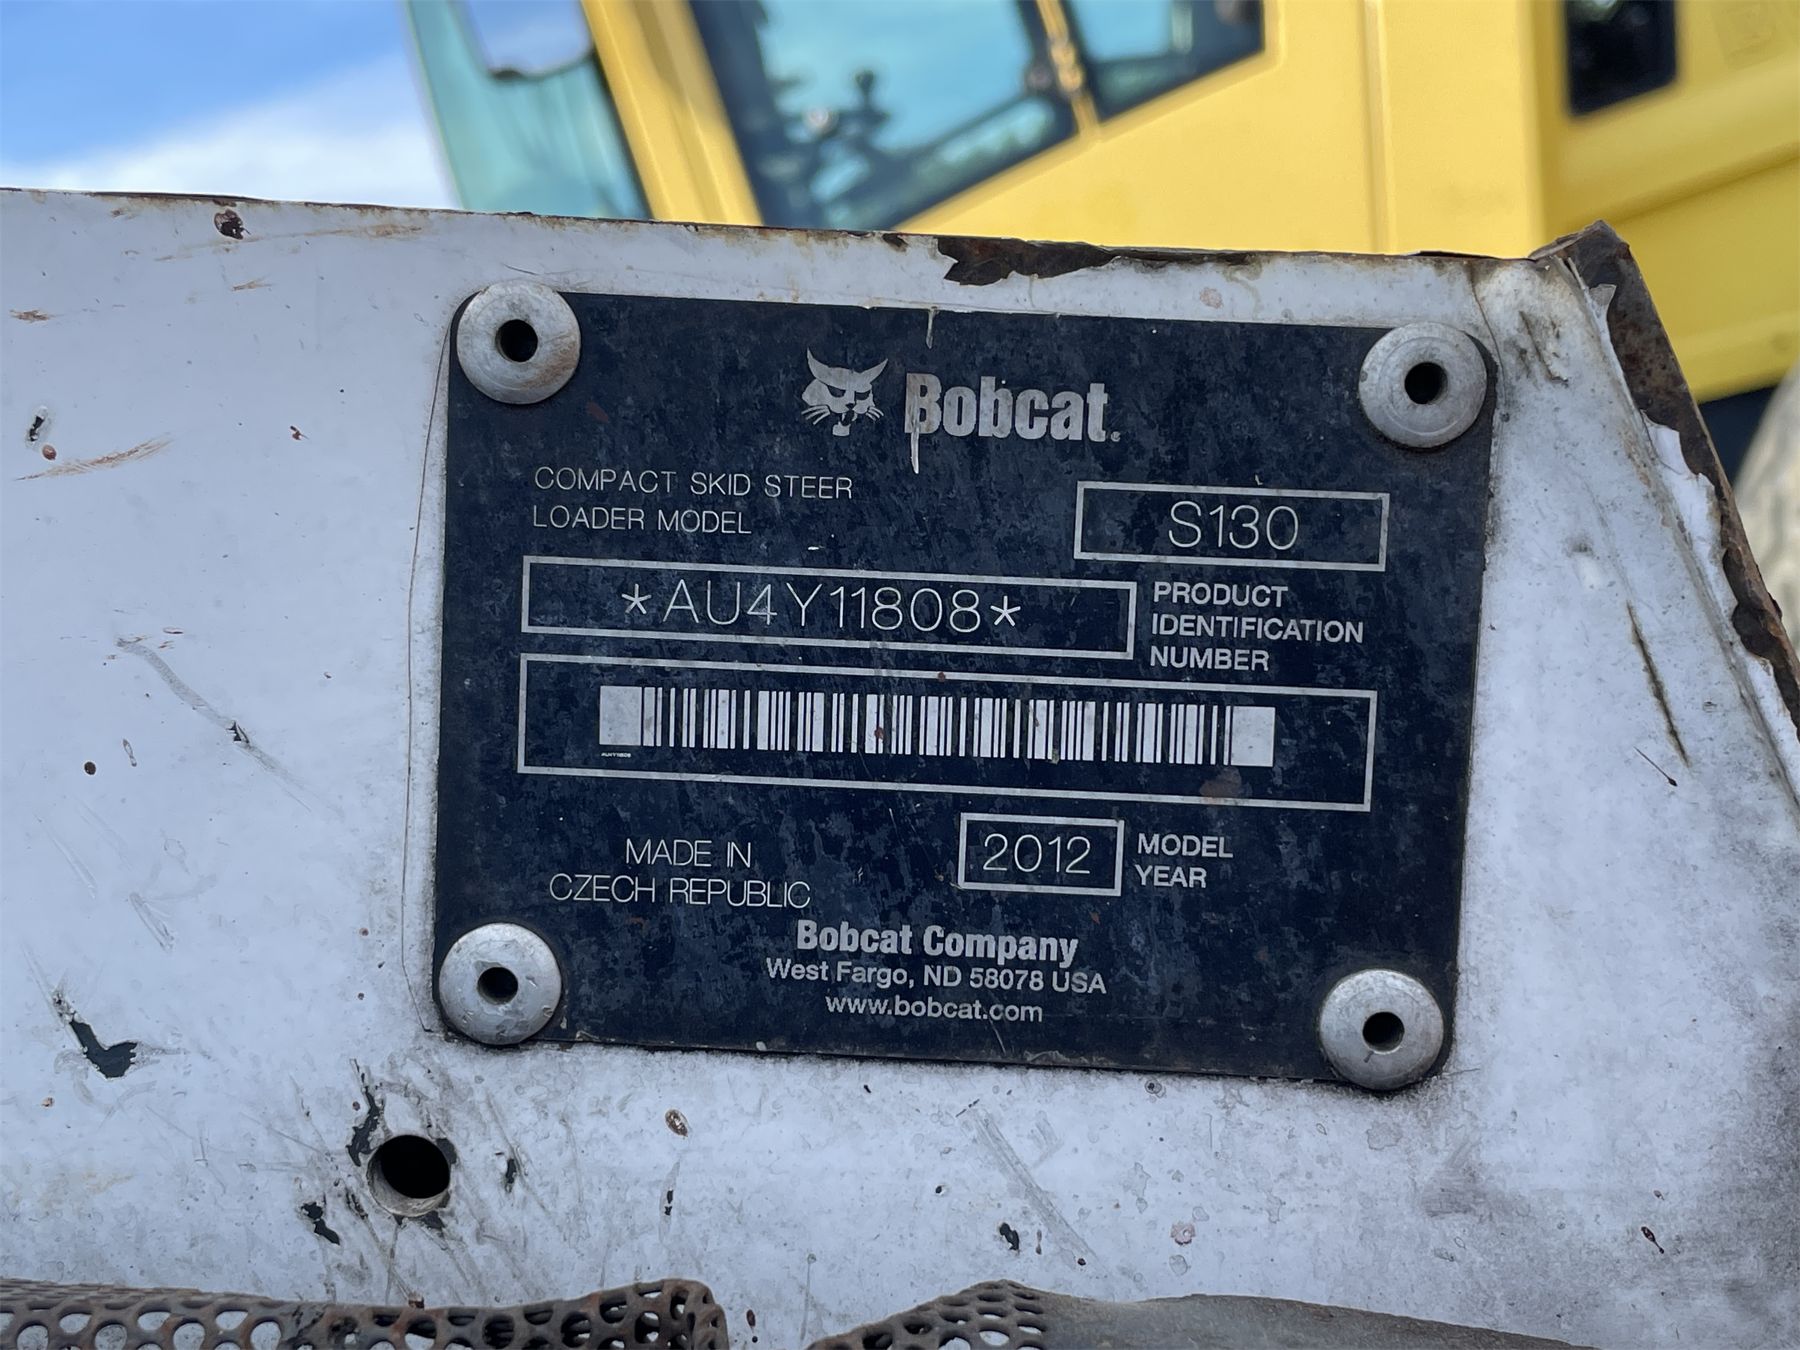 Bobcat.
COMPACT SKID STEER
LOADER MODEL
S130
*AU4Y11808*
PRODUCT
IDENTIFICATION
NUMBER
AU4Y11808
MADE IN
CZECH REPUBLIC
2012
MODEL
YEAR
Bobcat Company
West Fargo, ND 58078 USA
www.bobcat.com